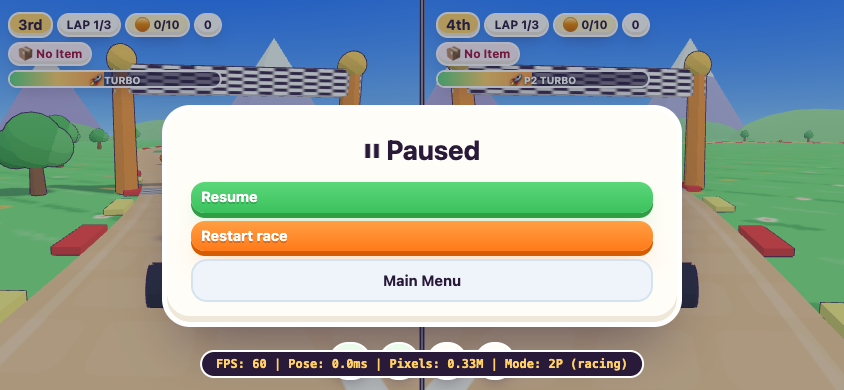 3rd LAP 1/3 0/10 0
No Item
TURBO
4th LAP 1/3 0/10 0
No Item
P2 TURBO
Paused
Resume
Restart race
Main Menu
FPS: 60 | Pose: 0.0ms | Pixels: 0.33M | Mode: 2P (racing)